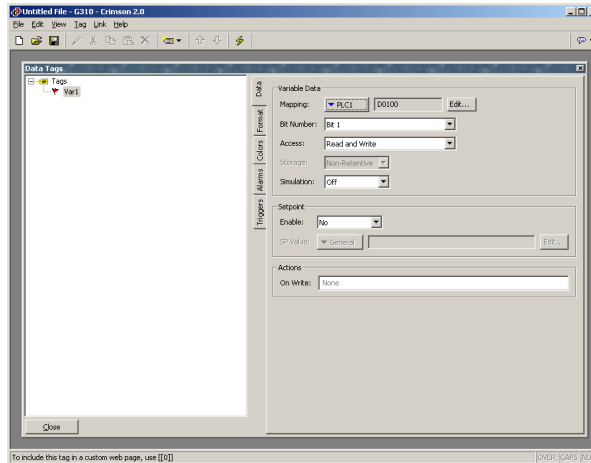 Untitled File - G310 - Crimson 2.0
File Edit View Tag Link Help
Data Tags
Tags
Var1
Data
Format
Colors
Alarms
Triggers
Variable Data
Mapping: PLC1 D0100 Edit...
Bit Number: Bit 1
Access: Read and Write
Storage: Non-Retentive
Simulation: Off
Setpoint
Enable: No
SP Value: General Edit...
Actions
On Write: None
Close
To include this tag in a custom web page, use [[0]]
OVER CAPS NU